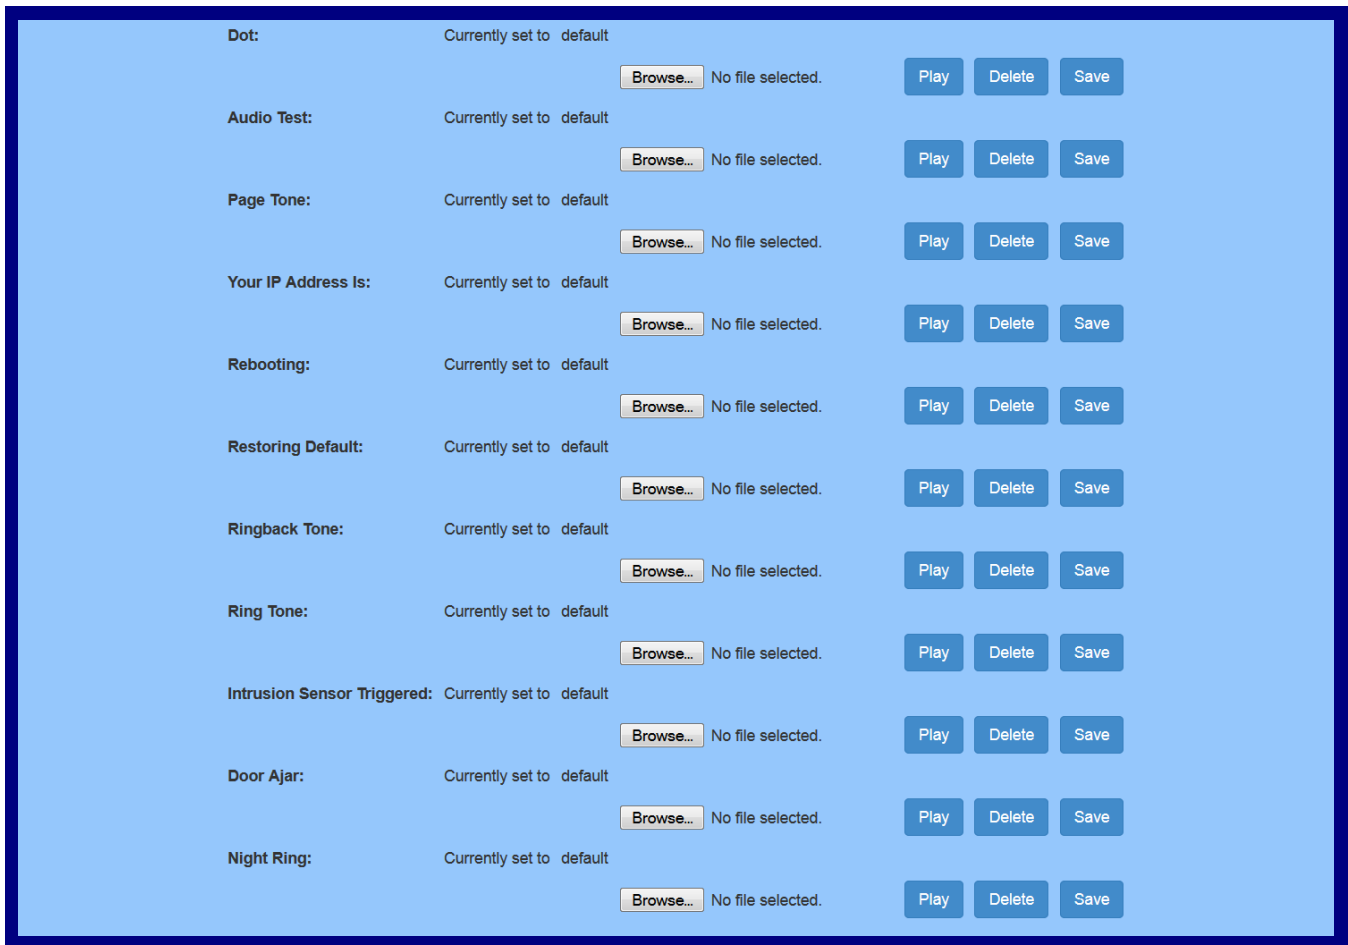 Dot: Currently set to default
Browse... No file selected. Play Delete Save
Audio Test: Currently set to default
Browse... No file selected. Play Delete Save
Page Tone: Currently set to default
Browse... No file selected. Play Delete Save
Your IP Address Is: Currently set to default
Browse... No file selected. Play Delete Save
Rebooting: Currently set to default
Browse... No file selected. Play Delete Save
Restoring Default: Currently set to default
Browse... No file selected. Play Delete Save
Ringback Tone: Currently set to default
Browse... No file selected. Play Delete Save
Ring Tone: Currently set to default
Browse... No file selected. Play Delete Save
Intrusion Sensor Triggered: Currently set to default
Browse... No file selected. Play Delete Save
Door Ajar: Currently set to default
Browse... No file selected. Play Delete Save
Night Ring: Currently set to default
Browse... No file selected. Play Delete Save